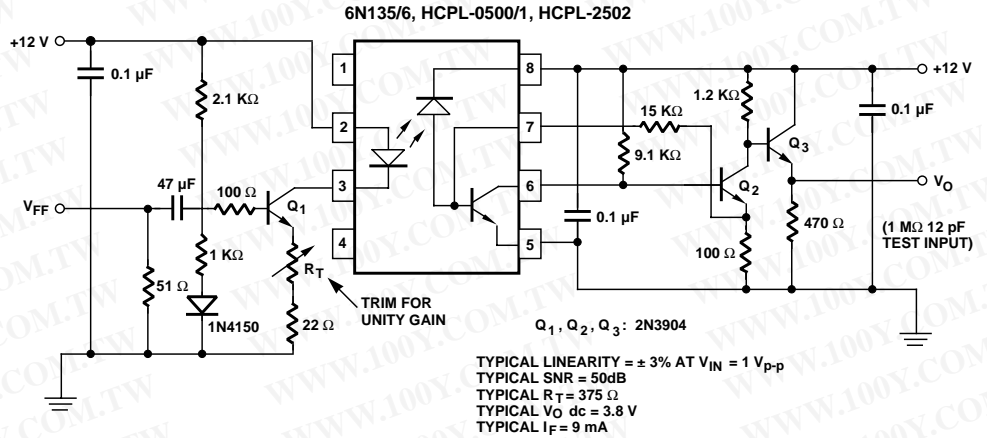 6N135/6, HCPL-0500/1, HCPL-2502
+12 V
0.1 µF
2.1 KΩ
47 µF
VFF
100 Ω
Q1
1 KΩ
51 Ω
1N4150
RT
22 Ω
TRIM FOR
UNITY GAIN
1
2
3
4
8
7
6
5
0.1 µF
15 KΩ
9.1 KΩ
1.2 KΩ
Q2
Q3
100 Ω
470 Ω
+12 V
0.1 µF
VO
(1 MΩ 12 pF
TEST INPUT)
Q1, Q2, Q3: 2N3904
TYPICAL LINEARITY = ± 3% AT VIN = 1 Vp-p
TYPICAL SNR = 50dB
TYPICAL RT = 375 Ω
TYPICAL VO dc = 3.8 V
TYPICAL IF = 9 mA
WWW.100Y.COM.TW